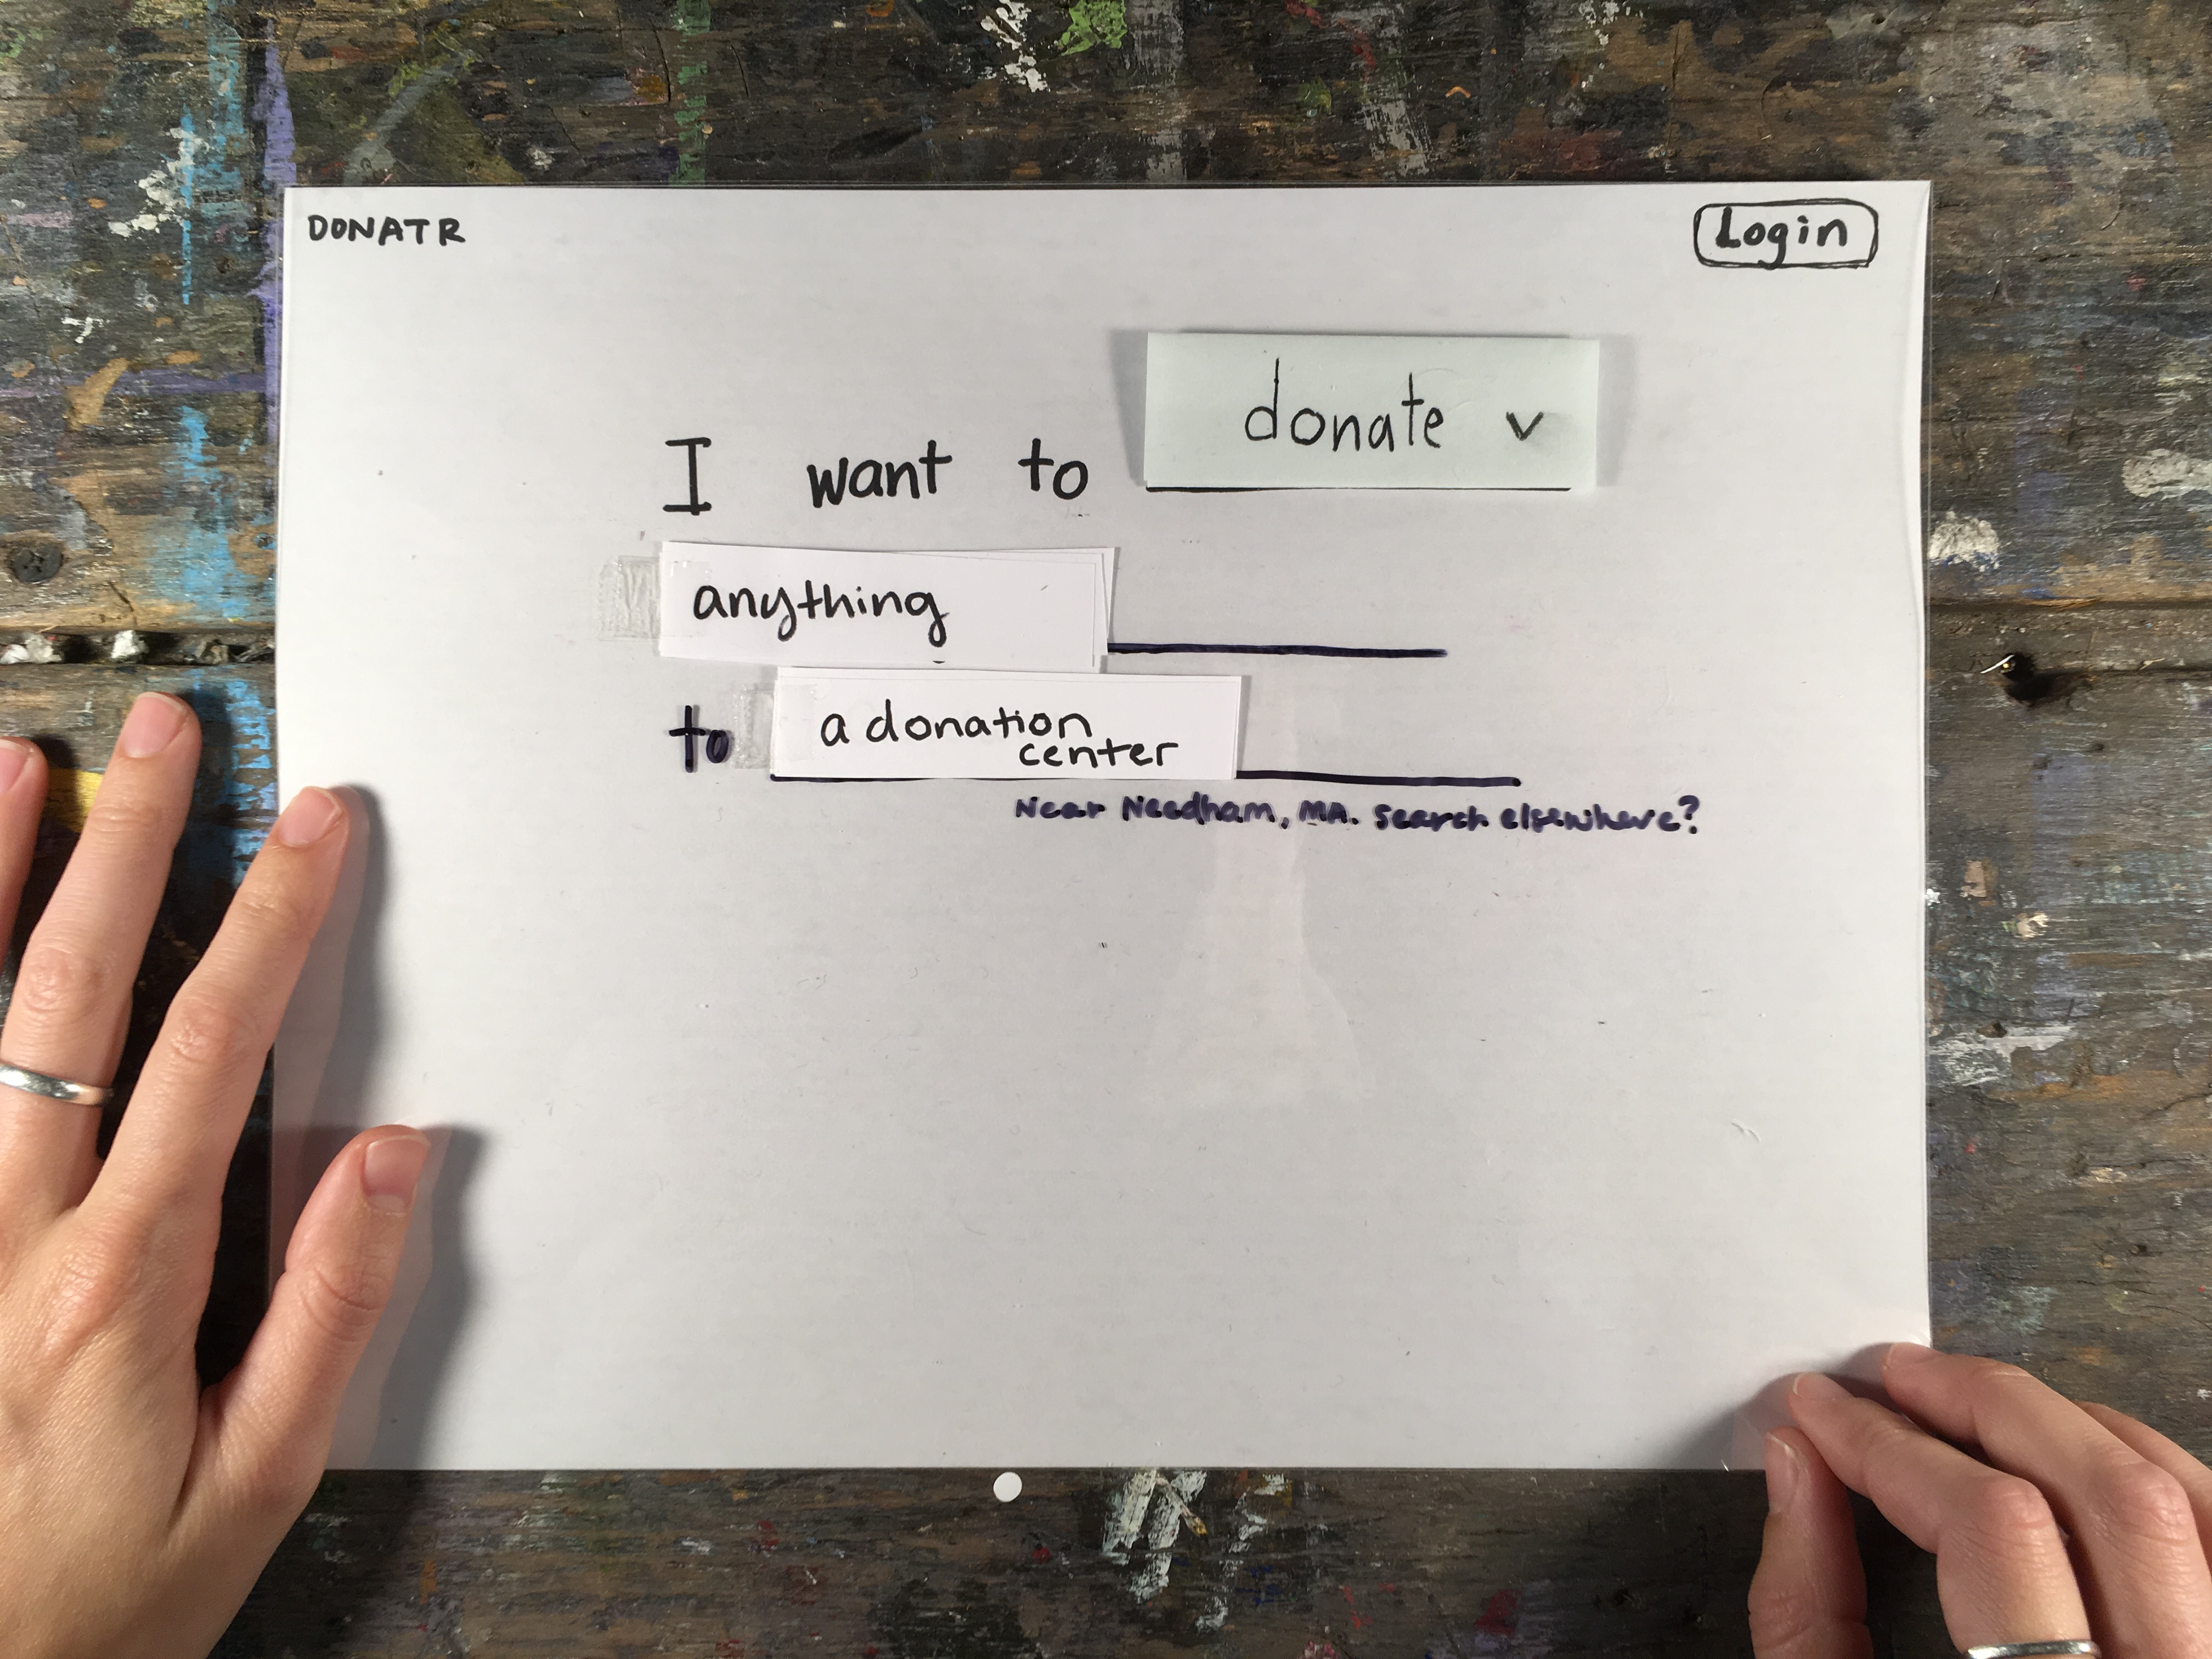 DONATR
Login
I want to donate v
anything
to a donation
center
Near Needham, MA. Search elsewhere?